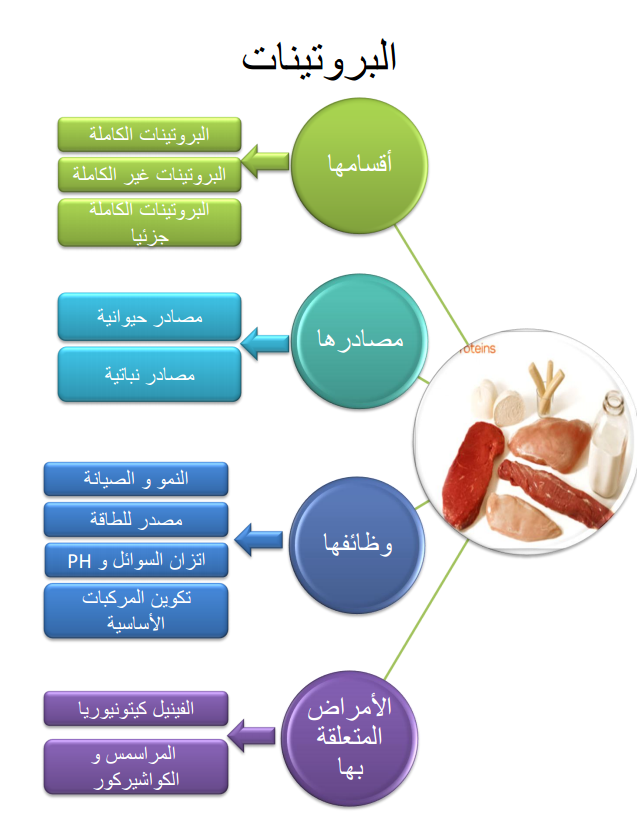 البروتينات
أقسامها
البروتينات الكاملة
البروتينات غير الكاملة
البروتينات الكاملة
جزئيا
مصادرها
مصادر حيوانية
مصادر نباتية
roteins
وظائفها
النمو و الصيانة
مصدر للطاقة
اتزان السوائل و PH
تكوين المركبات
الأساسية
الأمراض
المتعلقة
بها
الفينيل كيتونيوريا
المراسمس و
الكواشيركور